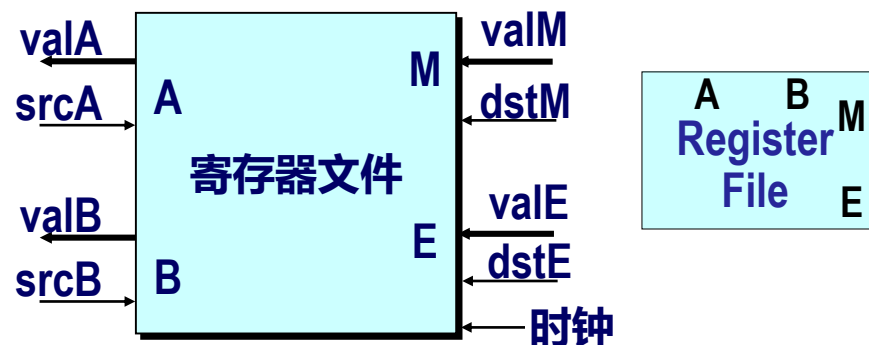 valA
srcA
A
valB
srcB
B
寄存器文件
M
valM
dstM
E
valE
dstE
时钟
A B
M
Register
File
E